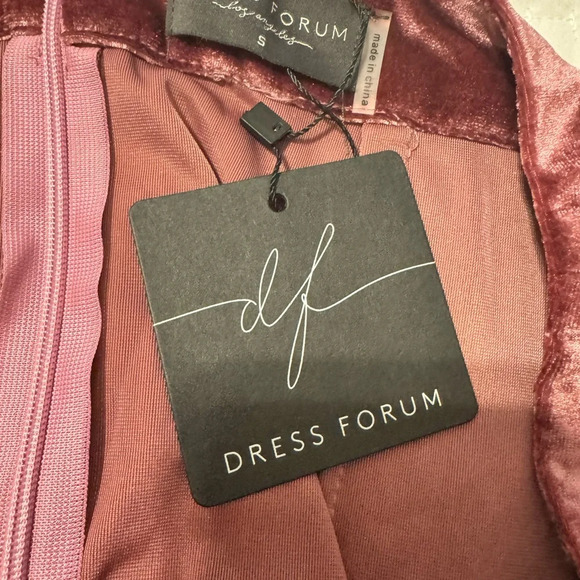 FORUM
los angeles
S
made in china
df
DRESS FORUM